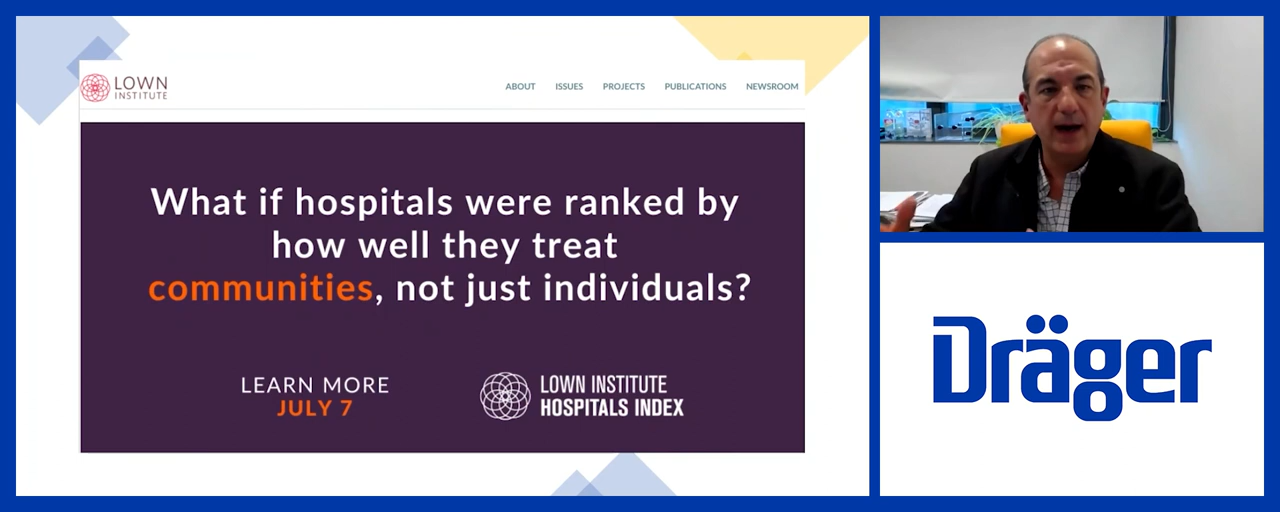 LOWN
INSTITUTE
ABOUT ISSUES PROJECTS PUBLICATIONS NEWSROOM
What if hospitals were ranked by
how well they treat
communities, not just individuals?
LEARN MORE
JULY 7
LOWN INSTITUTE
HOSPITALS INDEX
Dräger